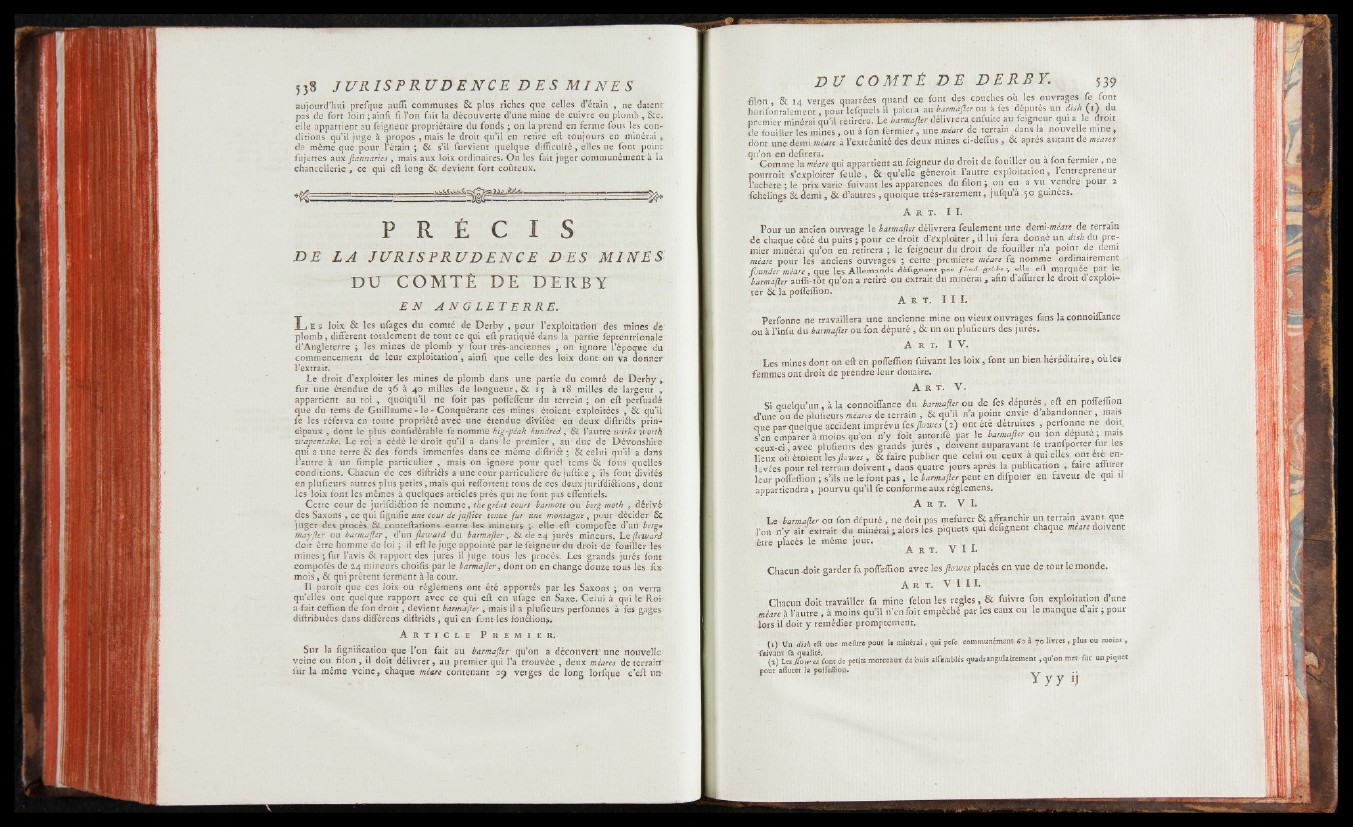 538 JURISPRUDENCE DES MINES
aujourd'hui preſque auſſi communes & plus riches que celles d'étain , ne datent
pas de fort loin ; ainſi ſi l'on fait la découverte d'une mine de cuivre ou plomb , &c.
elle appartient au ſeigneur propriétaire du fonds ; on la prend en ferme ſous les con-
ditions qu'il juge à propos , mais le droit qu'il en retire eſt toujours en minérai ,
de même que pour l'étain ; & s'il ſurvient quelque difficulté , elles ne ſont point
ſujettes aux ſtannaries , mais aux loix ordinaires. On les fait juger communément à la
chancellerie , ce qui eſt long & devient fort coûteux.
PRÉCIS
DE LA JURISPRUDENCE DES MINES
DU COMTÉ DE DERBY
EN ANGLETERRE.
LES loix & les uſages du comté de Derby , pour l'exploitation des mines de
plomb, different totalement de tout ce qui eſt pratiqué dans la partie ſeptentrionale
d'Angleterre ; les mines de plomb y ſont très-anciennes , on ignore l'époque du
commencement de leur exploitation , ainſi que celle des loix dont on va donner
l'extrait.
Le droit d'exploiter les mines de plomb dans une partie du comté de Derby ,
ſur une étendue de 36 à 40 milles de longueur, & 15 à 18 milles de largeur ,
appartient au roi , quoiqu'il ne ſoit pas poſſeſſeur du terrein ; on eſt perſuadé
que du tems de Guillaume - le - Conquérant ces mines étoient exploitées , & qu'il
ſe les réſerva en toute propriété avec une étendue diviſée en deux diſtricts prin-
cipaux , dont le plus conſidérable ſe nomme hig-péak hundred , & l'autre wirks worth
wapentake. Le roi a cédé le droit qu'il a dans le premier , au duc de Dévonshire
qui a une terre & des fonds immenſes dans ce même diſtrict ; & celui qu'il a dans
l'autre à un ſimple particulier , mais on ignore pour quel tems & ſous quelles
conditions. Chacun de ces diſtricts a une cour particuliere de juſtice ; ils ſont diviſés
en pluſieurs autres plus petits , mais qui reſſortent tous de ces deux juriſdictions, dont
les loix ſont les mêmes à quelques articles près qui ne ſont pas eſſentiels.
Cette cour de juriſdiction ſe nomme, the gréat court barmote ou berg moth , dérivé
des Saxons , ce qui ſignifie une cour de juſtice tenue ſur une montagne , pour décider &
juger des procès & conteſtations entre les mineurs ; elle eſt compoſée d'un berg-
mayſter ou barmaſter , d'un ſteward du barmaſter , & de 24 jurés mineurs. Le ſteward
doit être homme de loi ; il eſt le juge appointé par le ſeigneur du droit de fouiller les
mines ; ſur l'avis & rapport des jurés il juge tous les procès. Les grands jurés ſont
compoſés de 24 mineurs choiſis par le barmaſter, dont on en change douze tous les ſix
mois , & qui prêtent ſerment à la cour.
Il paroît que ces loix ou réglemens ont été apportés par les Saxons ; on verra
qu'elles ont quelque rapport avec ce qui eſt en uſage en Saxe. Celui à qui le Roi
a fait ceſſion de ſon droit , devient barmaſter , mais il a pluſieurs perſonnes à ſes gages
diſtribuées dans différens diſtricts , qui en font les fonctions.
ARTICLE PREMIER.
Sur la ſignification que l'on fait au barmaſter qu'on a découvert une nouvelle
veine ou filon , il doit délivrer , au premier qui l'a trouvée , deux méares de terrain
ſur la même veine, chaque méare contenant 29 verges de long lorſque c'eſt un
DU COMTÉ DE DERBY. 539
filon , & 14 verges quarrées quand ce ſont des couches où les ouvrages ſe font
horiſontalement , pour leſquels il paiera au barmaſter ou à ſes députés un dish (1) du
premier minérai qu'il retirera. Le barmaſter délivrera enſuite au ſeigneur qui a le droit
de fouiller les mines , ou à ſon fermier , une méare de terrain dans la nouvelle mine ,
dont une demi méare à l'extrémité des deux mines ci-deſſus , & après autant de méares
qu'on en deſirera.
Comme la méare qui appartient au ſeigneur du droit de fouiller ou à ſon fermier , ne
pourroit s'exploiter ſeule , & qu'elle gêneroit l'autre exploitation , l'entrepreneur
l'achete ; le prix varie ſuivant les apparences du filon ; on en a vu vendre pour 2
ſchelings & demi , & d'autres , quoique très-rarement , juſqu'à 50 guinées.
ART. II.
Pour un ancien ouvrage le barmaſter délivrera ſeulement une demi-méare de terrain
de chaque côté du puits ; pour ce droit d'exploiter , il lui ſera donné un dish du pre-
mier minérai qu'on en retirera ; le ſeigneur du droit de fouiller n'a point de demi
méare pour les anciens ouvrages ; cette premiere méare ſe nomme ordinairement
founder méare , que les Allemands déſignent par ; elle eſt marquée par le
barmaſter auſſi-tôt qu'on a retiré ou extrait du minérai , afin d'aſſurer le droit d'exploi-
ter & la poſſeſſion.
ART. III.
Perſonne ne travaillera une ancienne mine ou vieux ouvrages ſans la connoiſſance
ou à l'inſu du barmaſter ou ſon député , & un ou pluſieurs des jurés.
ART. IV.
Les mines dont on eſt en poſſeſſion ſuivant les loix , ſont un bien héréditaire , où les
femmes ont droit de prendre leur douaire.
ART. V.
Si quelqu'un , à la connoiſſance du barmaſter ou de ſes députés , eſt en poſſeſſion
d'une ou de pluſieurs méares de terrain , & qu'il n'a point envie d'abandonner , mais
que par quelque accident imprévu ſes ſtowes (2) ont été détruites , perſonne ne doit
s'en emparer à moins qu'on n'y ſoit autoriſé par le barmaſter ou ſon député ; mais
ceux-ci , avec pluſieurs des grands jurés , doivent auparavant ſe tranſporter ſur les
lieux où étoient les ſtowes , & faire publier que celui ou ceux à qui elles ont été en-
levées pour tel terrain doivent , dans quatre jours après la publication , faire aſſurer
leur poſſeſſion ; s'ils ne le font pas , le barmaſter peut en diſpoſer en faveur de qui il
appartiendra , pourvu qu'il ſe conforme aux réglemens.
ART. VI.
Le barmaſter ou ſon député , ne doit pas meſurer & affranchir un terrain avant que
l'on n'y ait extrait du minérai ; alors les piquets qui déſignent chaque méare doivent
être placés le même jour.
ART. VII.
Chacun doit garder ſa poſſeſſion avec les ſtowes placés en vue de tout le monde.
ART. VIII.
Chacun doit travailler ſa mine ſelon les regles , & ſuivre ſon exploitation d'une
méare à l'autre , à moins qu'il n'en ſoit empêché par les eaux ou le manque d'air ; pour
lors il doit y remédier promptement.
(1) Un dish eſt une meſure pour le minérai , qui peſe communément 60 à 70 livres , plus ou moins ,
ſuivant ſa qualité.
(2) Les ſtowes ſont de petits morceaux de bois aſſemblés quadrangulairement , qu'on met ſur un piquet
pour aſſurer la poſſeſſion.
Yyy ij